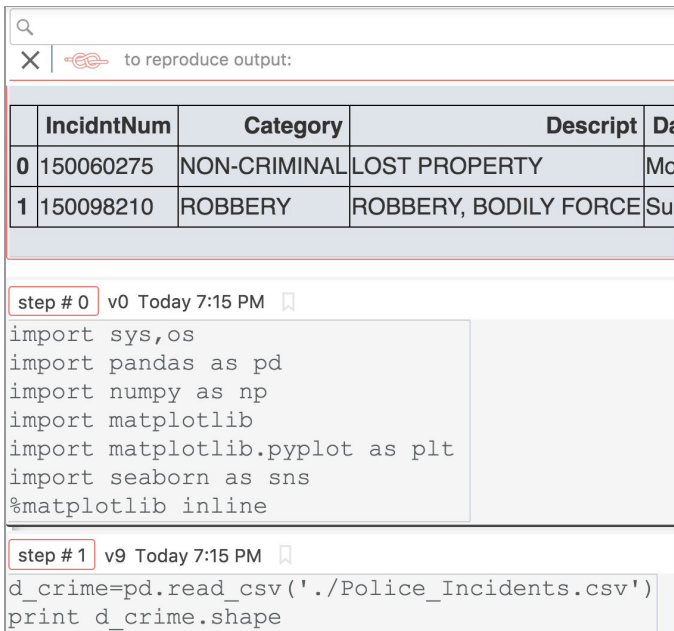 to reproduce output:
IncidntNum Category Descript Da
0 150060275 NON-CRIMINAL LOST PROPERTY Mo
1 150098210 ROBBERY ROBBERY, BODILY FORCE Su
step # 0 v0 Today 7:15 PM
import sys,os
import pandas as pd
import numpy as np
import matplotlib
import matplotlib.pyplot as plt
import seaborn as sns
%matplotlib inline
step # 1 v9 Today 7:15 PM
d_crime=pd.read_csv('./Police_Incidents.csv')
print d_crime.shape